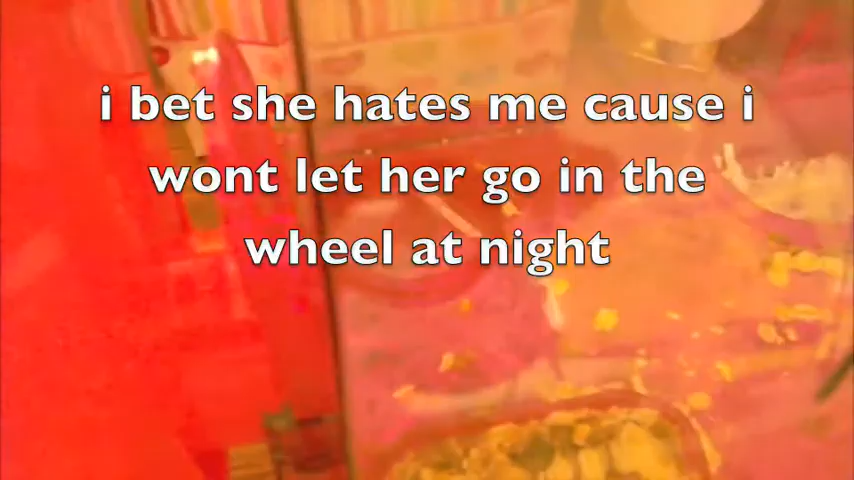 i bet she hates me cause i
wont let her go in the
wheel at night